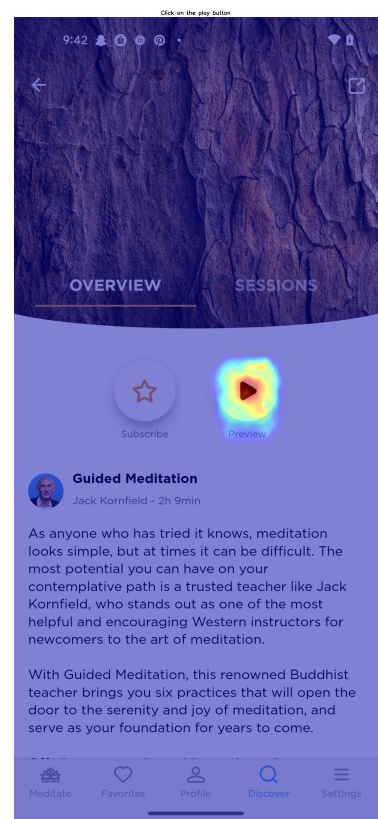 Click on the play button
9:42
OVERVIEW
SESSIONS
Subscribe
Preview
Guided Meditation
Jack Kornfield - 2h 9min
As anyone who has tried it knows, meditation
looks simple, but at times it can be difficult. The
most potential you can have on your
contemplative path is a trusted teacher like Jack
Kornfield, who stands out as one of the most
helpful and encouraging Western instructors for
newcomers to the art of meditation.
With Guided Meditation, this renowned Buddhist
teacher brings you six practices that will open the
door to the serenity and joy of meditation, and
serve as your foundation for years to come.
Meditate
Favorites
Profile
Discover
Settings